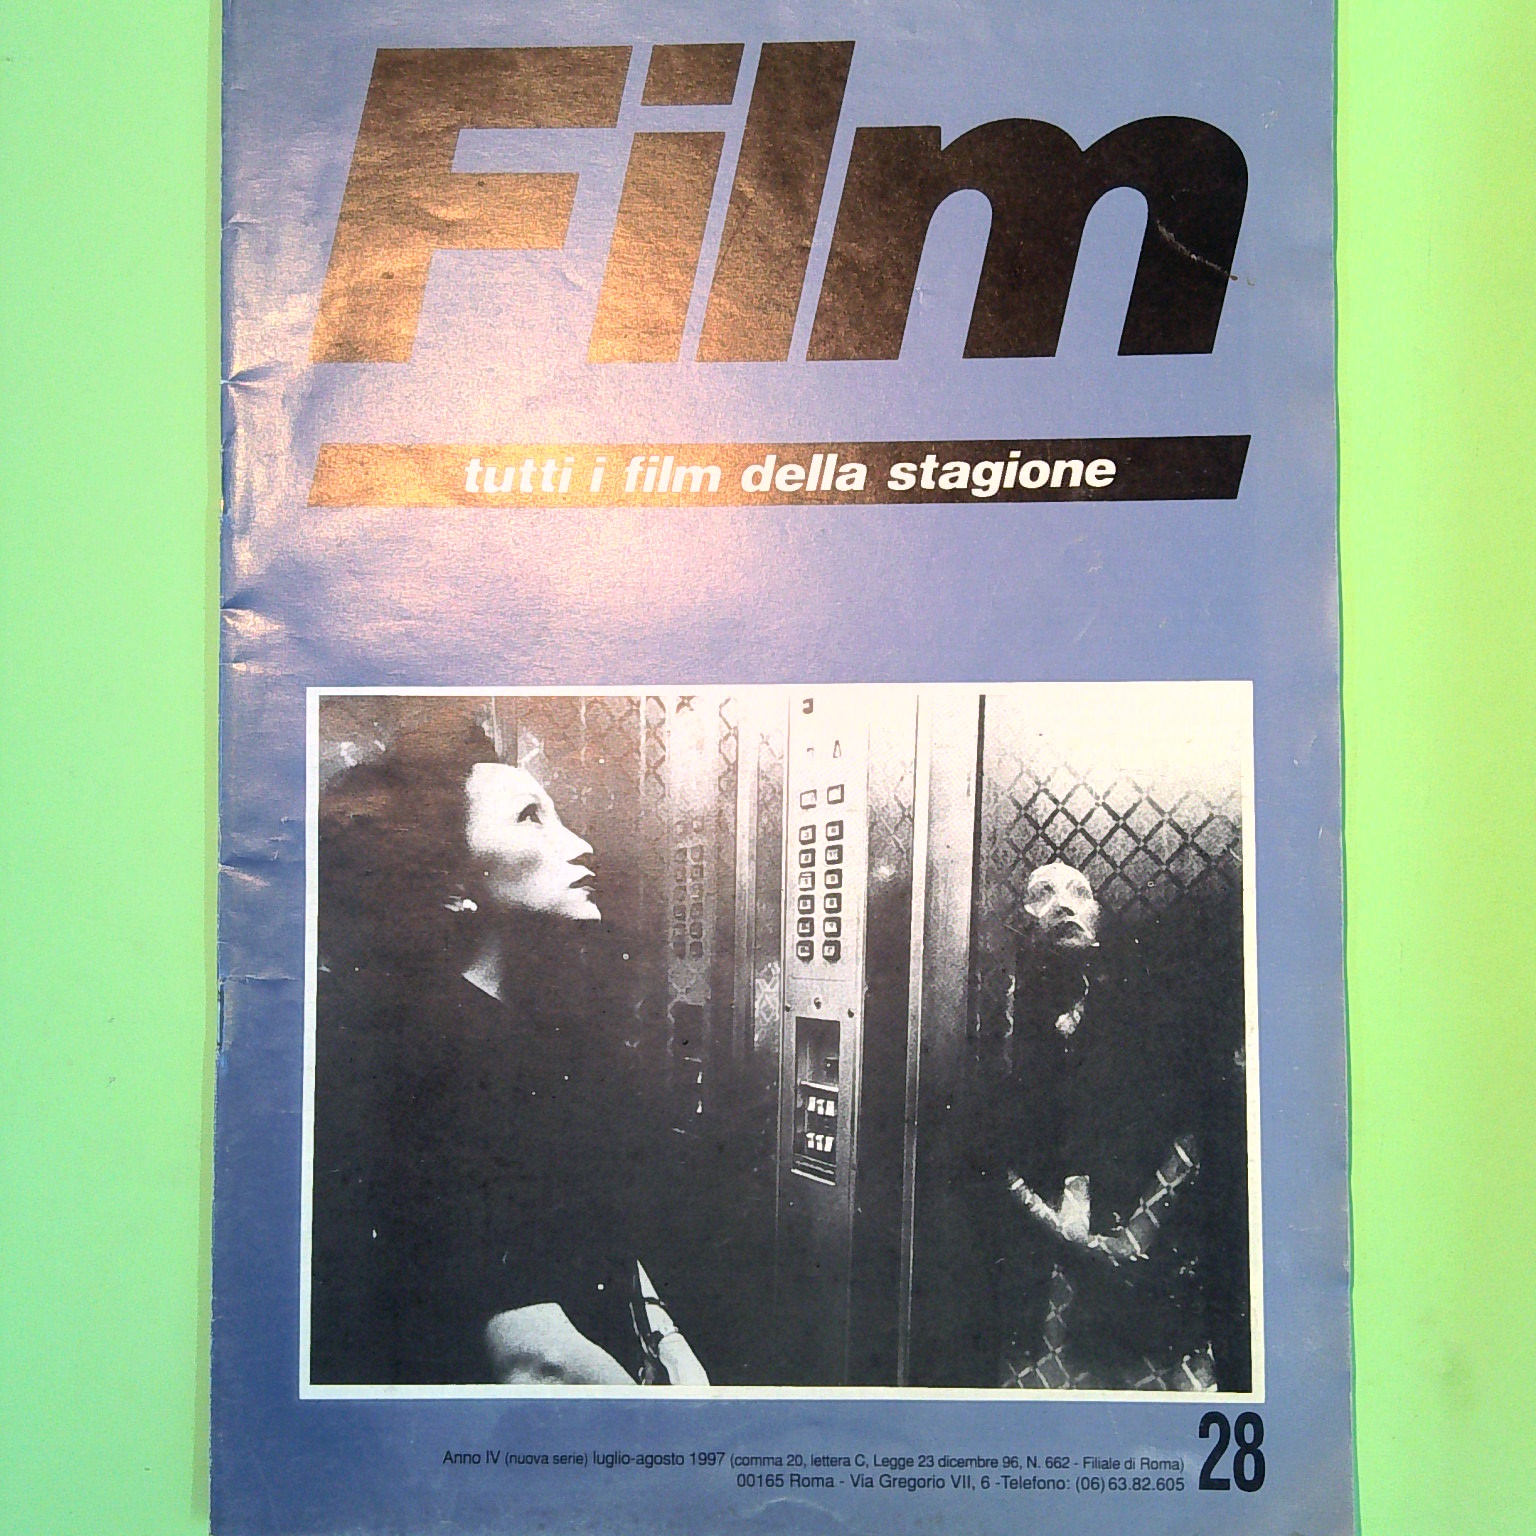 Film
tutti i film della stagione
Anno IV (nuova serie) luglio-agosto 1997 (comma 20, lettera C, Legge 23 dicembre 96, N. 662 - Filiale di Roma)
00165 Roma - Via Gregorio VII, 6 -Telefono: (06) 63.82.605
28